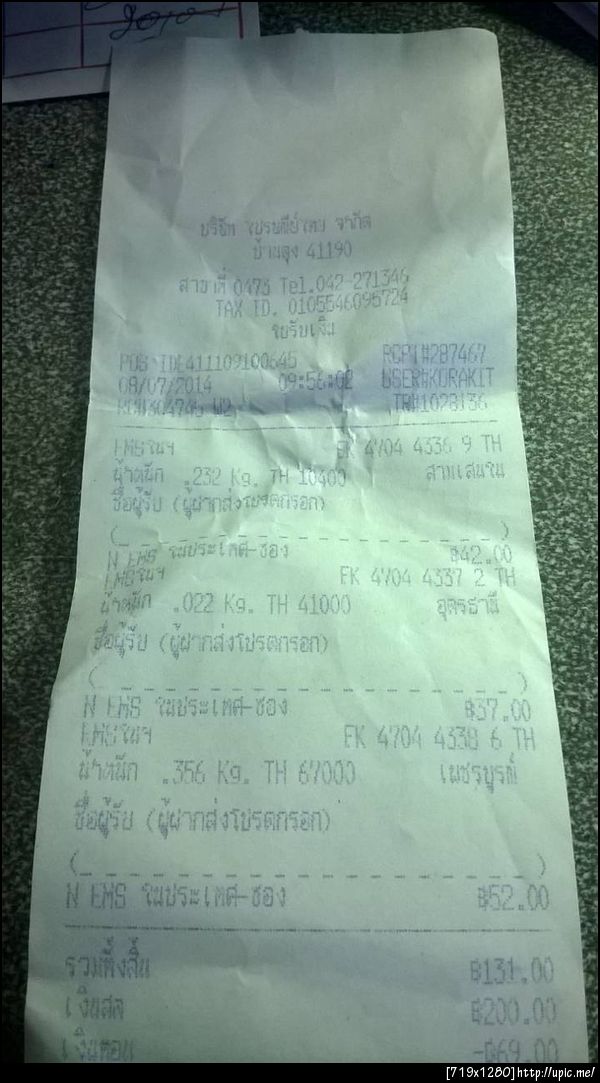 บริษัท ไปรษณีย์ไทย จำกัด
บ้านดุง 41190
สาขาที่ 0473 Tel.042-271346
TAX ID. 0105546095724
ใบรับเงิน
POS ID E411109100645 RCPT#287467
08/07/2014 09:56:02 USER#KORAKIT
RC#304765 W2 TR#1028136
EMSในฯ EK 4704 4336 9 TH
น้ำหนัก .232 Kg. TH 10400 สามเสนใน
ชื่อผู้รับ (ผู้ฝากส่งโปรดกรอก)
(_ _ _ _ _ _ _ _ _ _ _ _ _ _ _ _ _ _)
N EMS ในประเทศ-ซอง ฿42.00
EMSในฯ EK 4704 4337 2 TH
น้ำหนัก .022 Kg. TH 41000 อุดรธานี
ชื่อผู้รับ (ผู้ฝากส่งโปรดกรอก)
(_ _ _ _ _ _ _ _ _ _ _ _ _ _ _ _ _ _)
N EMS ในประเทศ-ซอง ฿37.00
EMSในฯ EK 4704 4338 6 TH
น้ำหนัก .356 Kg. TH 67000 เพชรบูรณ์
ชื่อผู้รับ (ผู้ฝากส่งโปรดกรอก)
(_ _ _ _ _ _ _ _ _ _ _ _ _ _ _ _ _ _)
N EMS ในประเทศ-ซอง ฿52.00
รวมทั้งสิ้น ฿131.00
เงินสด ฿200.00
เงินทอน -฿69.00
[719x1280]http://upic.me/